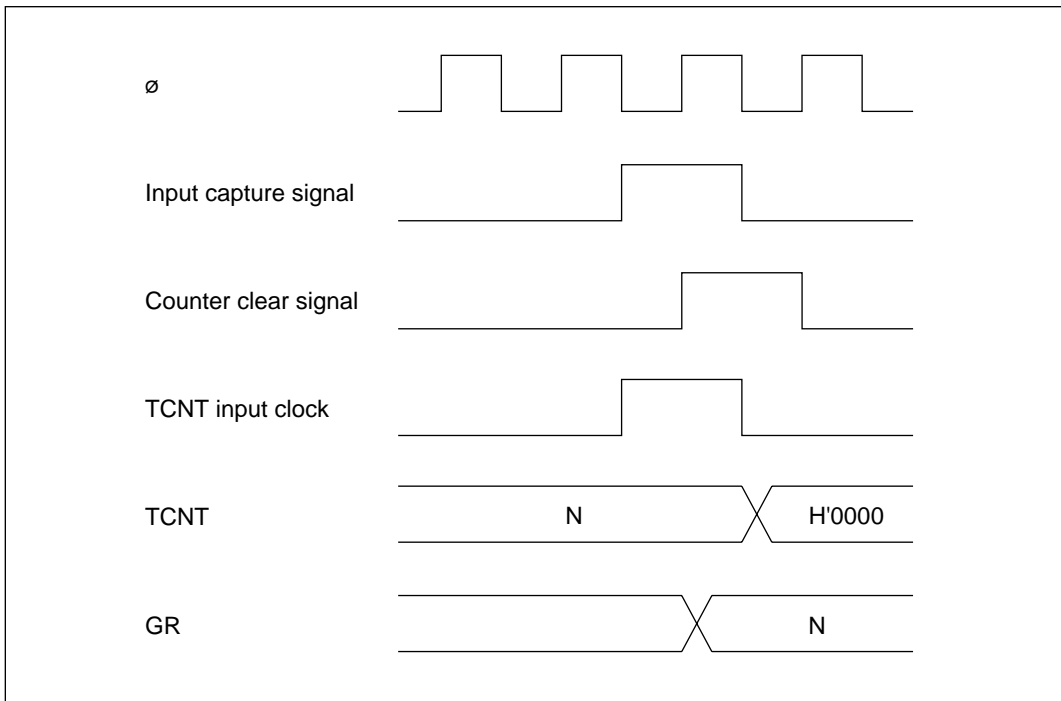 ø
Input capture signal
Counter clear signal
TCNT input clock
TCNT
N
H'0000
GR
N